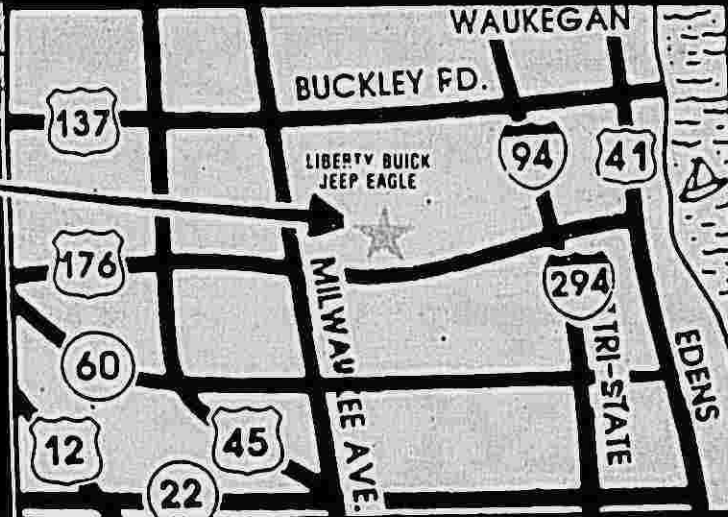 WAUKEGAN
BUCKLEY FD.
137
LIBERTY BUICK
JEEP EAGLE
94
41
176
MILWAUKEE AVE.
294
TRI-STATE
EDENS
60
12
45
22